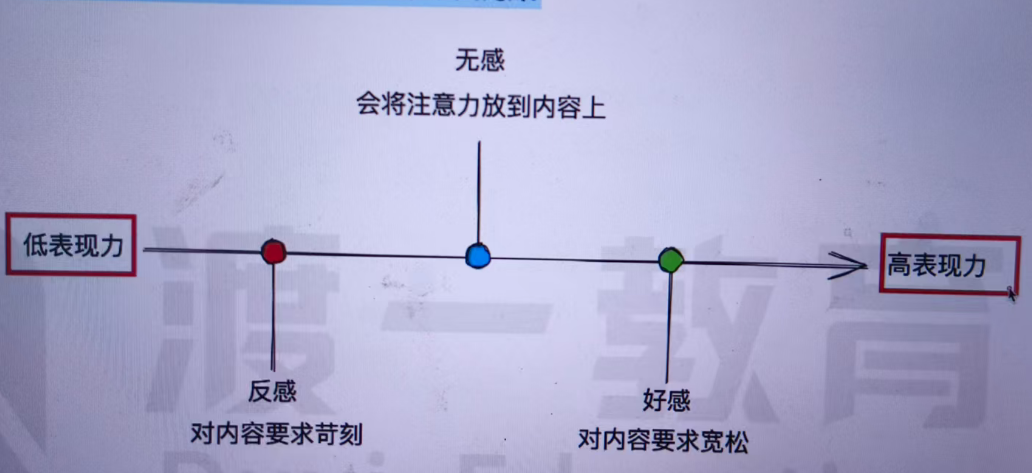 无感
会将注意力放到内容上
低表现力
高表现力
反感
对内容要求苛刻
好感
对内容要求宽松
渡一教育